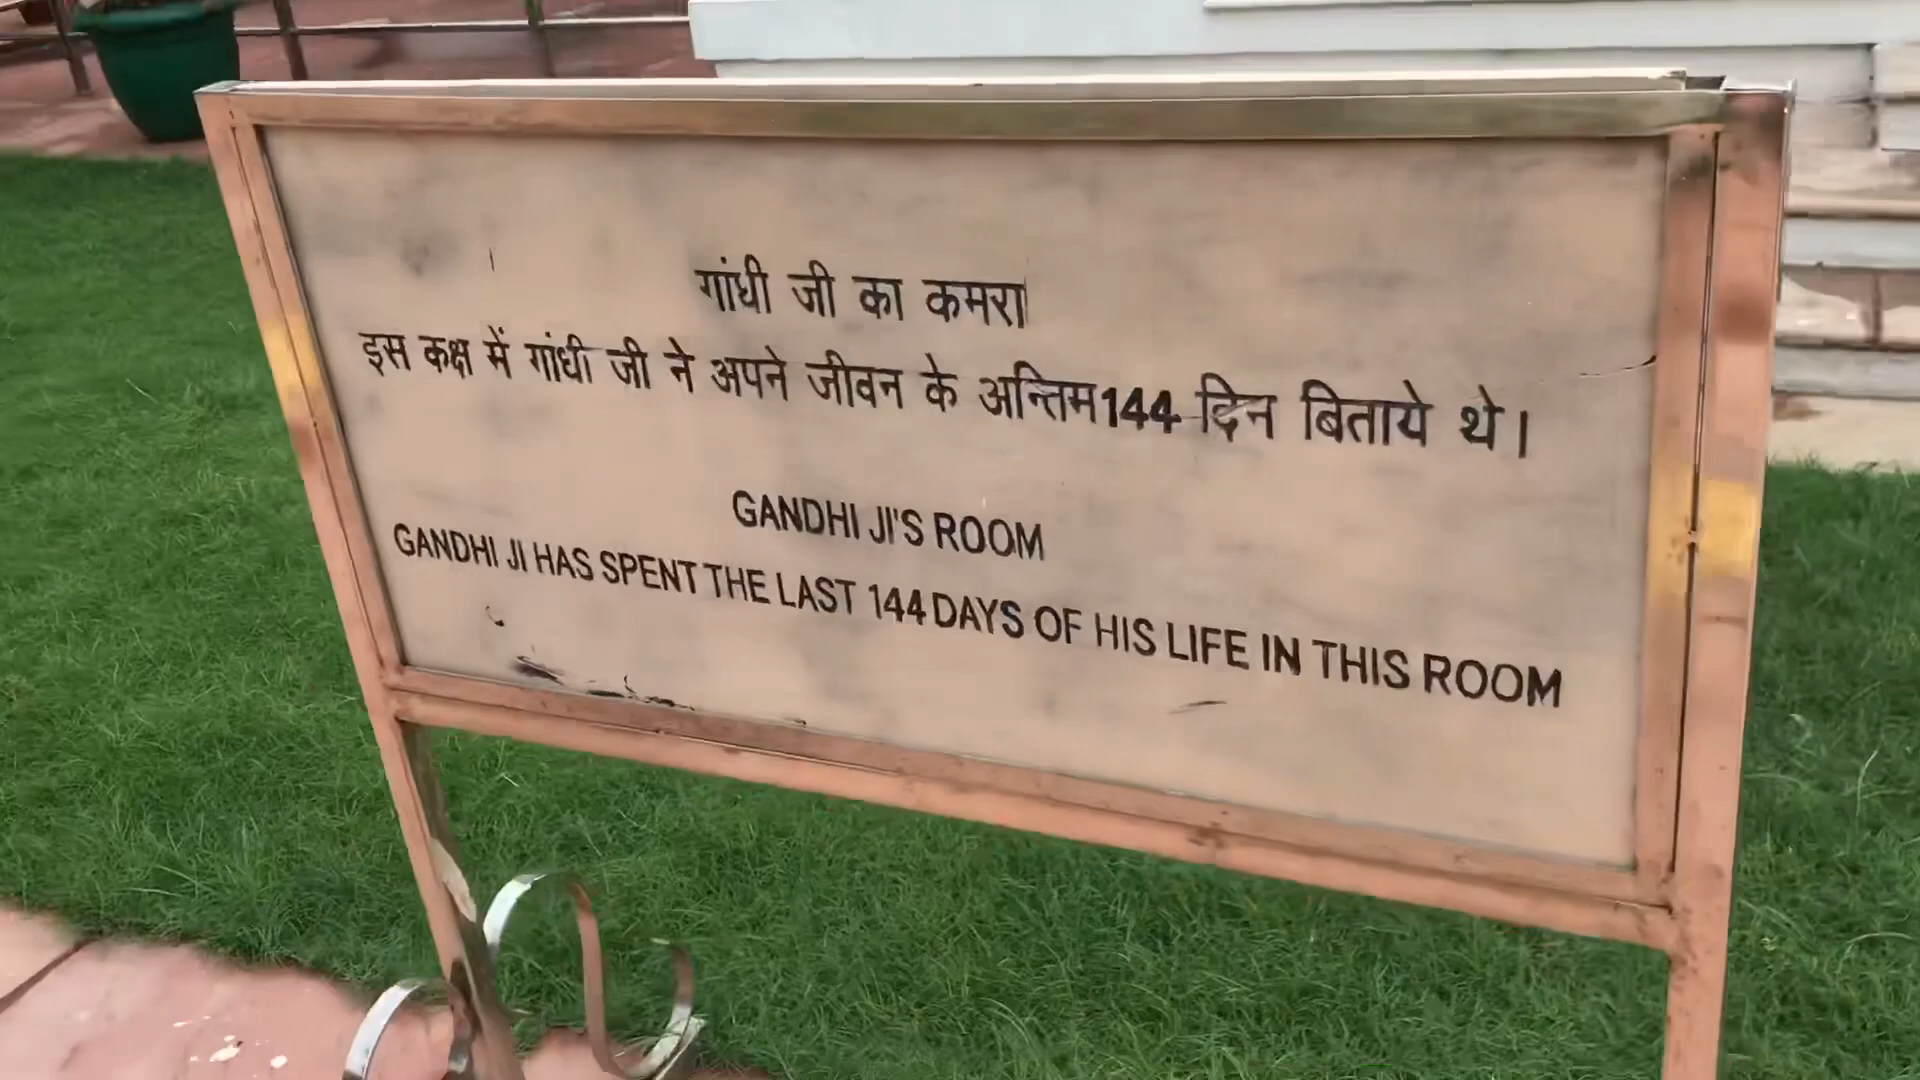 गांधी जी का कमरा
इस कक्ष में गांधी जी ने अपने जीवन के अन्तिम 144 दिन बिताये थे।
GANDHI JI'S ROOM
GANDHI JI HAS SPENT THE LAST 144 DAYS OF HIS LIFE IN THIS ROOM